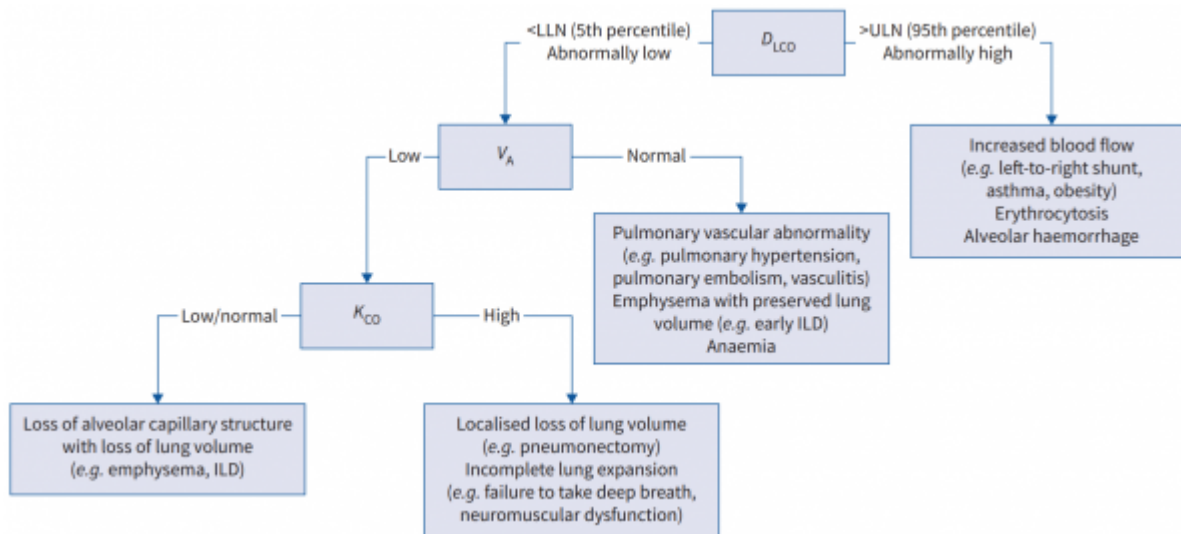 <LLN (5th percentile)
Abnormally low
D_LCO
>ULN (95th percentile)
Abnormally high
Low
V_A
Normal
Increased blood flow
(e.g. left-to-right shunt,
asthma, obesity)
Erythrocytosis
Alveolar haemorrhage
Pulmonary vascular abnormality
(e.g. pulmonary hypertension,
pulmonary embolism, vasculitis)
Emphysema with preserved lung
volume (e.g. early ILD)
Anaemia
Low/normal
K_CO
High
Loss of alveolar capillary structure
with loss of lung volume
(e.g. emphysema, ILD)
Localised loss of lung volume
(e.g. pneumonectomy)
Incomplete lung expansion
(e.g. failure to take deep breath,
neuromuscular dysfunction)